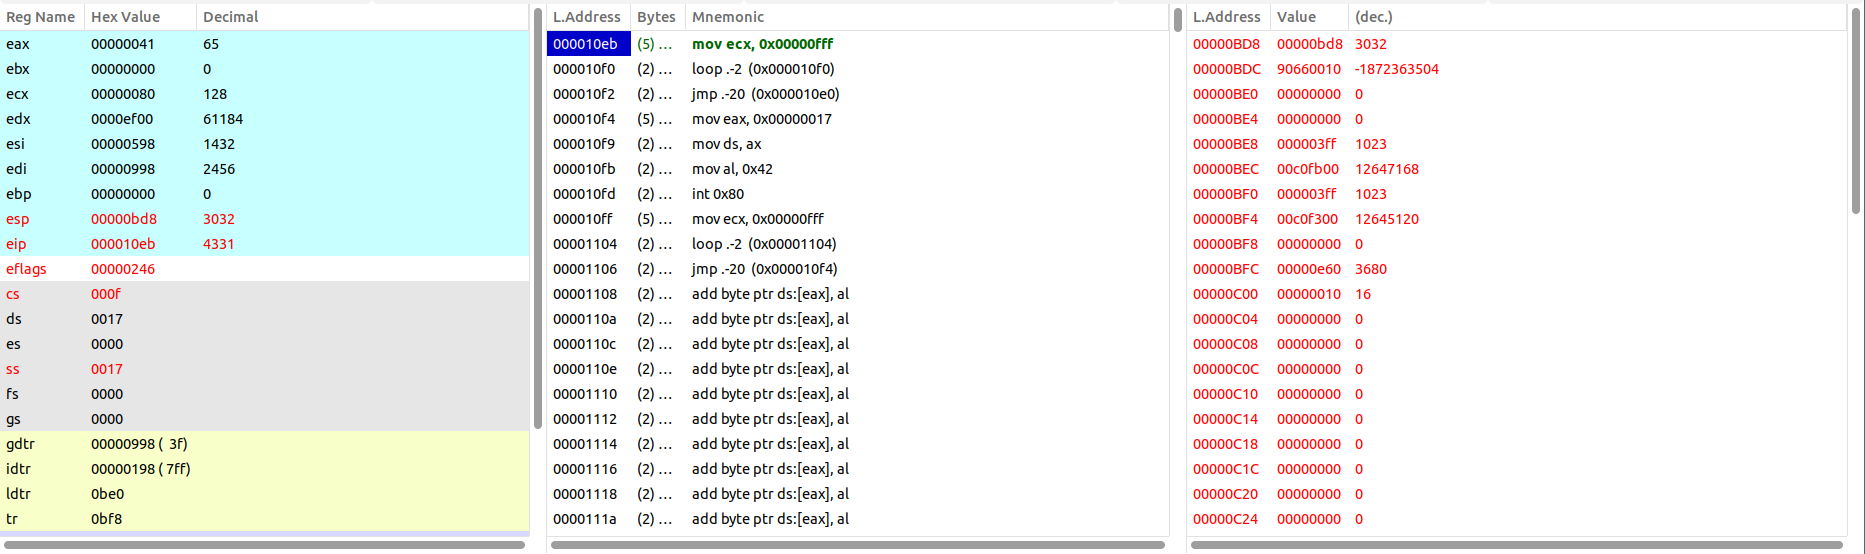 Reg Name Hex Value Decimal L.Address Bytes Mnemonic L.Address Value (dec.)
eax 00000041 65 000010eb (5) ... mov ecx, 0x00000fff 00000BD8 00000bd8 3032
ebx 00000000 0 000010f0 (2) ... loop .-2 (0x000010f0) 00000BDC 90660010 -1872363504
ecx 00000080 128 000010f2 (2) ... jmp .-20 (0x000010e0) 00000BE0 00000000 0
edx 0000ef00 61184 000010f4 (5) ... mov eax, 0x00000017 00000BE4 00000000 0
esi 00000598 1432 000010f9 (2) ... mov ds, ax 00000BE8 000003ff 1023
edi 00000998 2456 000010fb (2) ... mov al, 0x42 00000BEC 00c0fb00 12647168
ebp 00000000 0 000010fd (2) ... int 0x80 00000BF0 000003ff 1023
esp 00000bd8 3032 000010ff (5) ... mov ecx, 0x00000fff 00000BF4 00c0f300 12645120
eip 000010eb 4331 00001104 (2) ... loop .-2 (0x00001104) 00000BF8 00000000 0
eflags 00000246 00001106 (2) ... jmp .-20 (0x000010f4) 00000BFC 00000e60 3680
cs 000f 00001108 (2) ... add byte ptr ds:[eax], al 00000C00 00000010 16
ds 0017 0000110a (2) ... add byte ptr ds:[eax], al 00000C04 00000000 0
es 0000 0000110c (2) ... add byte ptr ds:[eax], al 00000C08 00000000 0
ss 0017 0000110e (2) ... add byte ptr ds:[eax], al 00000C0C 00000000 0
fs 0000 00001110 (2) ... add byte ptr ds:[eax], al 00000C10 00000000 0
gs 0000 00001112 (2) ... add byte ptr ds:[eax], al 00000C14 00000000 0
gdtr 00000998 ( 3f) 00001114 (2) ... add byte ptr ds:[eax], al 00000C18 00000000 0
idtr 00000198 ( 7ff) 00001116 (2) ... add byte ptr ds:[eax], al 00000C1C 00000000 0
ldtr 0be0 00001118 (2) ... add byte ptr ds:[eax], al 00000C20 00000000 0
tr 0bf8 0000111a (2) ... add byte ptr ds:[eax], al 00000C24 00000000 0